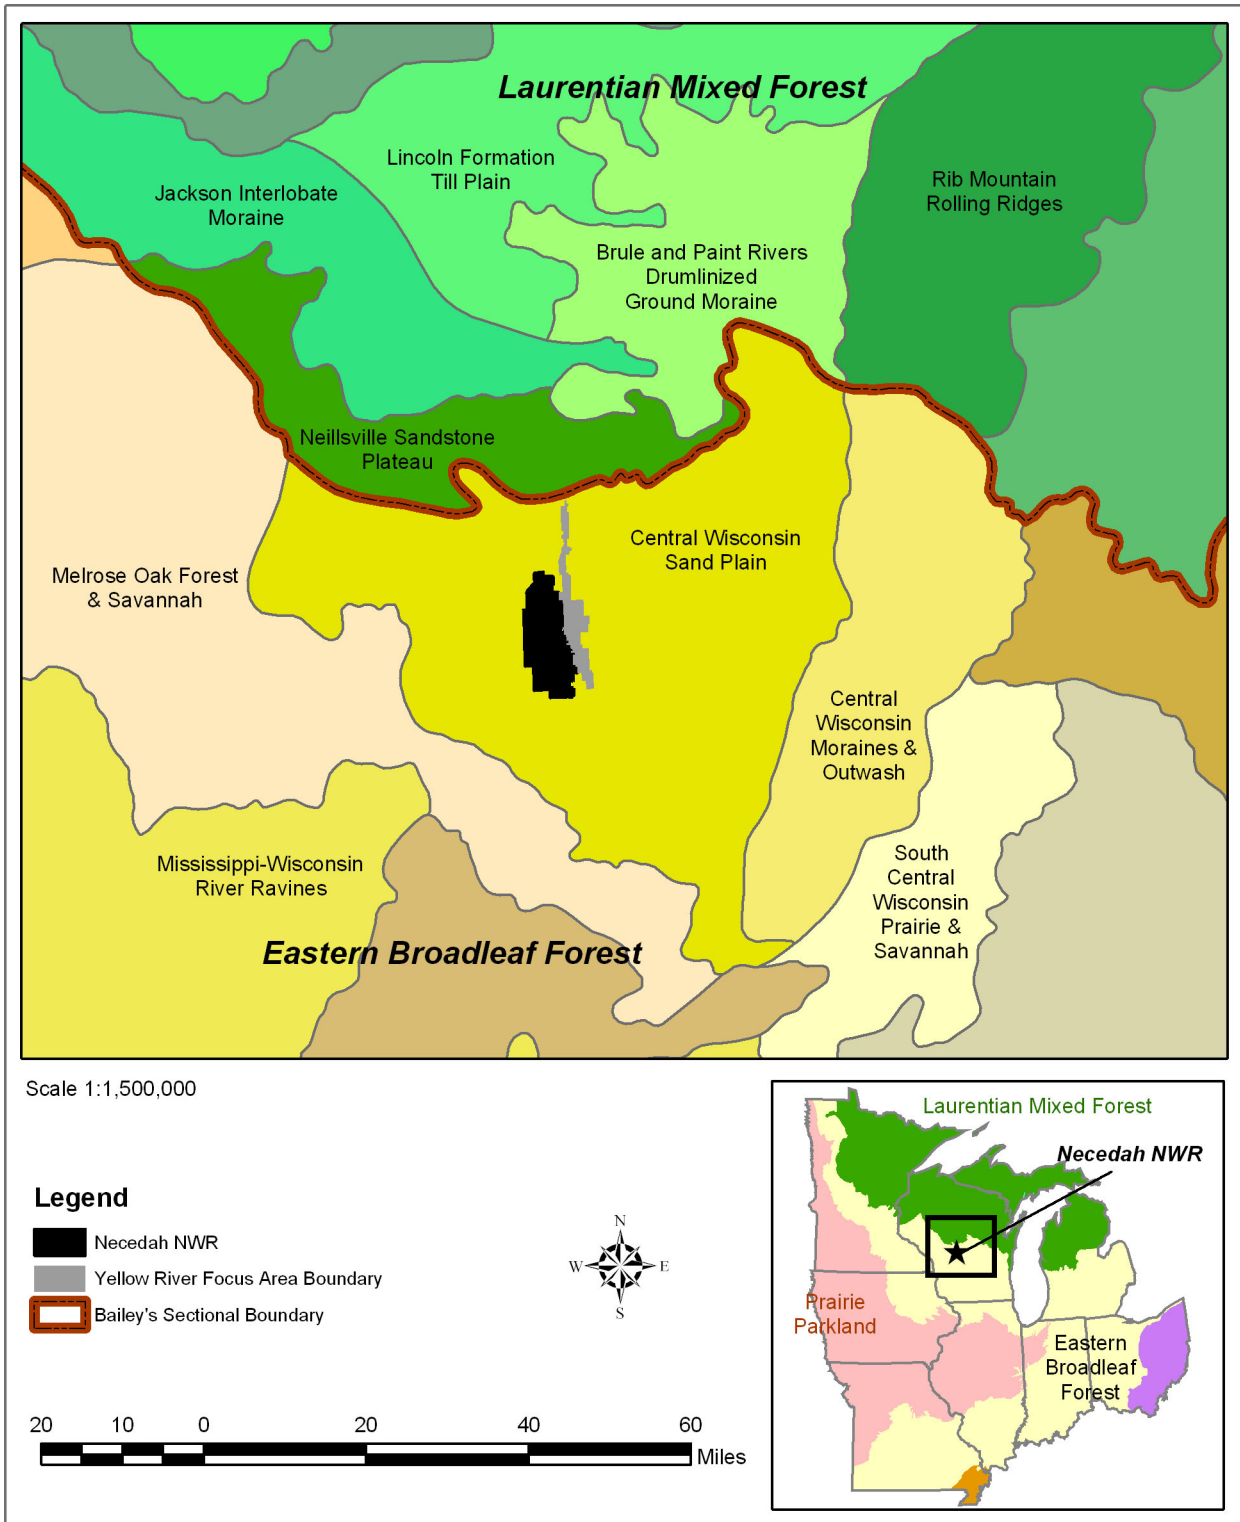 Laurentian Mixed Forest
Lincoln Formation
Till Plain
Jackson Interlobate
Moraine
Rib Mountain
Rolling Ridges
Brule and Paint Rivers
Drumlinized
Ground Moraine
Neillsville Sandstone
Plateau
Central Wisconsin
Sand Plain
Melrose Oak Forest
& Savannah
Central
Wisconsin
Moraines &
Outwash
Mississippi-Wisconsin
River Ravines
South
Central
Wisconsin
Prairie &
Savannah
Eastern Broadleaf Forest
Scale 1:1,500,000
Legend
Necedah NWR
Yellow River Focus Area Boundary
Bailey's Sectional Boundary
N
W
E
S
20
10
0
20
40
60
Miles
Laurentian Mixed Forest
Necedah NWR
Prairie
Parkland
Eastern
Broadleaf
Forest